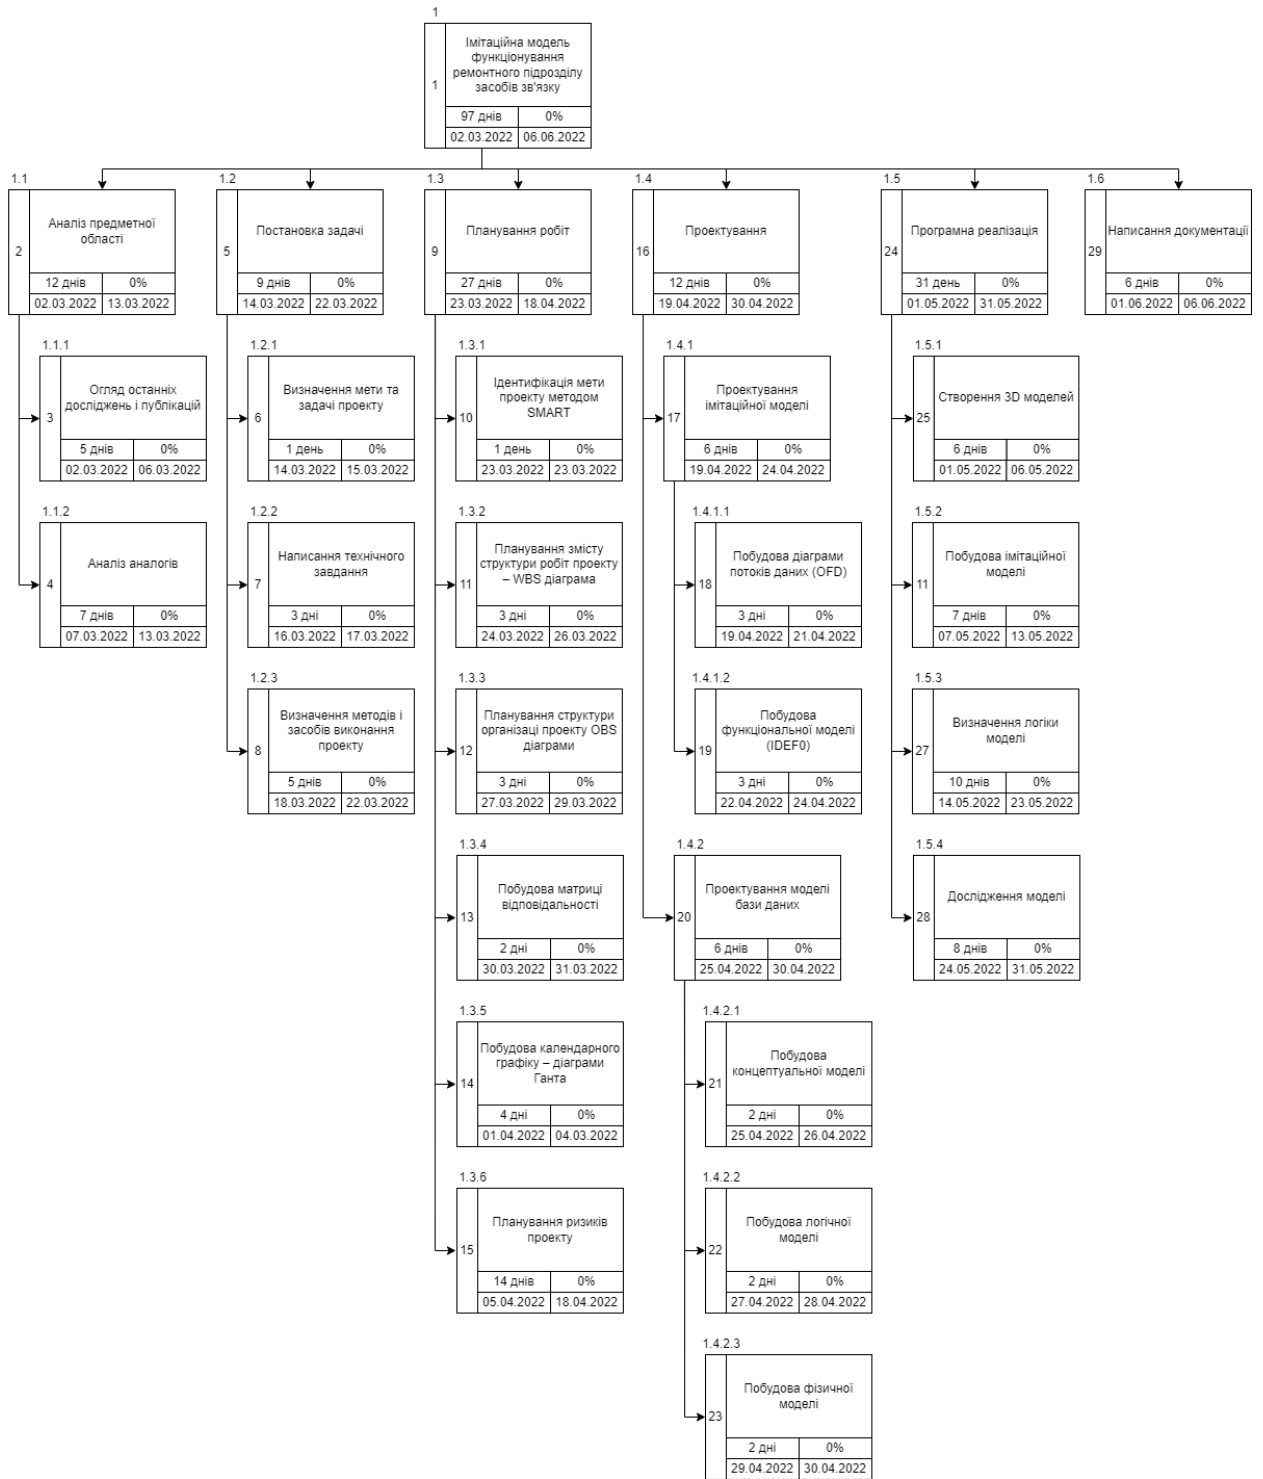 1
Імітаційна модель
функціонування
ремонтного підрозділу
засобів зв'язку
1
97 днів 0%
02.03.2022 06.06.2022
1.1
Аналіз предметної
області
2
12 днів 0%
02.03.2022 13.03.2022
1.2
Постановка задачі
5
9 днів 0%
14.03.2022 22.03.2022
1.3
Планування робіт
9
27 днів 0%
23.03.2022 18.04.2022
1.4
Проектування
16
12 днів 0%
19.04.2022 30.04.2022
1.5
Програмна реалізація
24
31 день 0%
01.05.2022 31.05.2022
1.6
Написання документації
29
6 днів 0%
01.06.2022 06.06.2022
1.1.1
Огляд останніх
досліджень і публікацій
3
5 днів 0%
02.03.2022 06.03.2022
1.1.2
Аналіз аналогів
4
7 днів 0%
07.03.2022 13.03.2022
1.2.1
Визначення мети та
задачі проекту
6
1 день 0%
14.03.2022 15.03.2022
1.2.2
Написання технічного
завдання
7
3 дні 0%
16.03.2022 17.03.2022
1.2.3
Визначення методів і
засобів виконання
проекту
8
5 днів 0%
18.03.2022 22.03.2022
1.3.1
Ідентифікація мети
проекту методом
SMART
10
1 день 0%
23.03.2022 23.03.2022
1.3.2
Планування змісту
структури робіт проекту
– WBS діаграма
11
3 дні 0%
24.03.2022 26.03.2022
1.3.3
Планування структури
організаці проекту OBS
діаграми
12
3 дні 0%
27.03.2022 29.03.2022
1.3.4
Побудова матриці
відповідальності
13
2 дні 0%
30.03.2022 31.03.2022
1.3.5
Побудова календарного
графіку – діаграми
Ганта
14
4 дні 0%
01.04.2022 04.03.2022
1.3.6
Планування ризиків
проекту
15
14 днів 0%
05.04.2022 18.04.2022
1.4.1
Проектування
імітаційної моделі
17
6 днів 0%
19.04.2022 24.04.2022
1.4.1.1
Побудова діаграми
потоків даних (OFD)
18
3 дні 0%
19.04.2022 21.04.2022
1.4.1.2
Побудова
функціональної моделі
(IDEF0)
19
3 дні 0%
22.04.2022 24.04.2022
1.4.2
Проектування моделі
бази даних
20
6 днів 0%
25.04.2022 30.04.2022
1.4.2.1
Побудова
концептуальної моделі
21
2 дні 0%
25.04.2022 26.04.2022
1.4.2.2
Побудова логічної
моделі
22
2 дні 0%
27.04.2022 28.04.2022
1.4.2.3
Побудова фізичної
моделі
23
2 дні 0%
29.04.2022 30.04.2022
1.5.1
Створення 3D моделей
25
6 днів 0%
01.05.2022 06.05.2022
1.5.2
Побудова імітаційної
моделі
11
7 днів 0%
07.05.2022 13.05.2022
1.5.3
Визначення логіки
моделі
27
10 днів 0%
14.05.2022 23.05.2022
1.5.4
Дослідження моделі
28
8 днів 0%
24.05.2022 31.05.2022